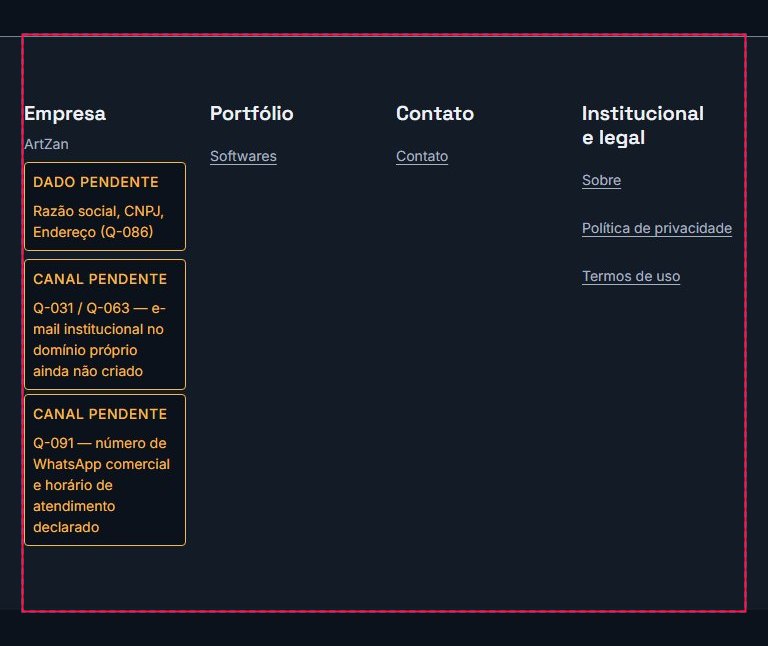 Empresa
ArtZan
DADO PENDENTE
Razão social, CNPJ,
Endereço (Q-086)
CANAL PENDENTE
Q-031 / Q-063 — e-
mail institucional no
domínio próprio
ainda não criado
CANAL PENDENTE
Q-091 — número de
WhatsApp comercial
e horário de
atendimento
declarado
Portfólio
Softwares
Contato
Contato
Institucional
e legal
Sobre
Política de privacidade
Termos de uso